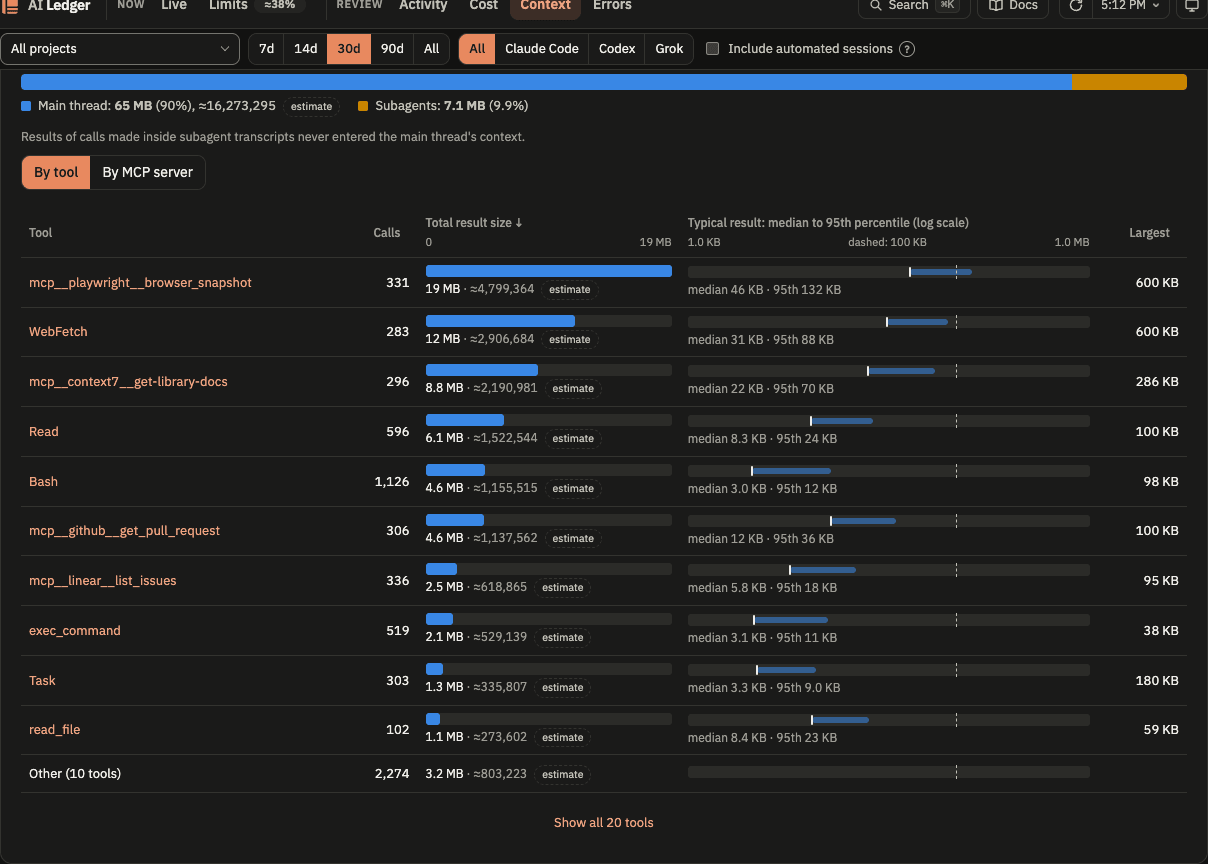 AI Ledger NOW Live Limits ≈38% REVIEW Activity Cost Context Errors Search ⌘K Docs 5:12 PM
All projects 7d 14d 30d 90d All All Claude Code Codex Grok Include automated sessions ?
Main thread: 65 MB (90%), ≈16,273,295 estimate Subagents: 7.1 MB (9.9%)
Results of calls made inside subagent transcripts never entered the main thread's context.
By tool By MCP server
Tool Calls Total result size ↓ Typical result: median to 95th percentile (log scale) Largest
0 19 MB 1.0 KB dashed: 100 KB 1.0 MB
mcp__playwright__browser_snapshot 331 19 MB · ≈4,799,364 estimate median 46 KB · 95th 132 KB 600 KB
WebFetch 283 12 MB · ≈2,906,684 estimate median 31 KB · 95th 88 KB 600 KB
mcp__context7__get-library-docs 296 8.8 MB · ≈2,190,981 estimate median 22 KB · 95th 70 KB 286 KB
Read 596 6.1 MB · ≈1,522,544 estimate median 8.3 KB · 95th 24 KB 100 KB
Bash 1,126 4.6 MB · ≈1,155,515 estimate median 3.0 KB · 95th 12 KB 98 KB
mcp__github__get_pull_request 306 4.6 MB · ≈1,137,562 estimate median 12 KB · 95th 36 KB 100 KB
mcp__linear__list_issues 336 2.5 MB · ≈618,865 estimate median 5.8 KB · 95th 18 KB 95 KB
exec_command 519 2.1 MB · ≈529,139 estimate median 3.1 KB · 95th 11 KB 38 KB
Task 303 1.3 MB · ≈335,807 estimate median 3.3 KB · 95th 9.0 KB 180 KB
read_file 102 1.1 MB · ≈273,602 estimate median 8.4 KB · 95th 23 KB 59 KB
Other (10 tools) 2,274 3.2 MB · ≈803,223 estimate
Show all 20 tools